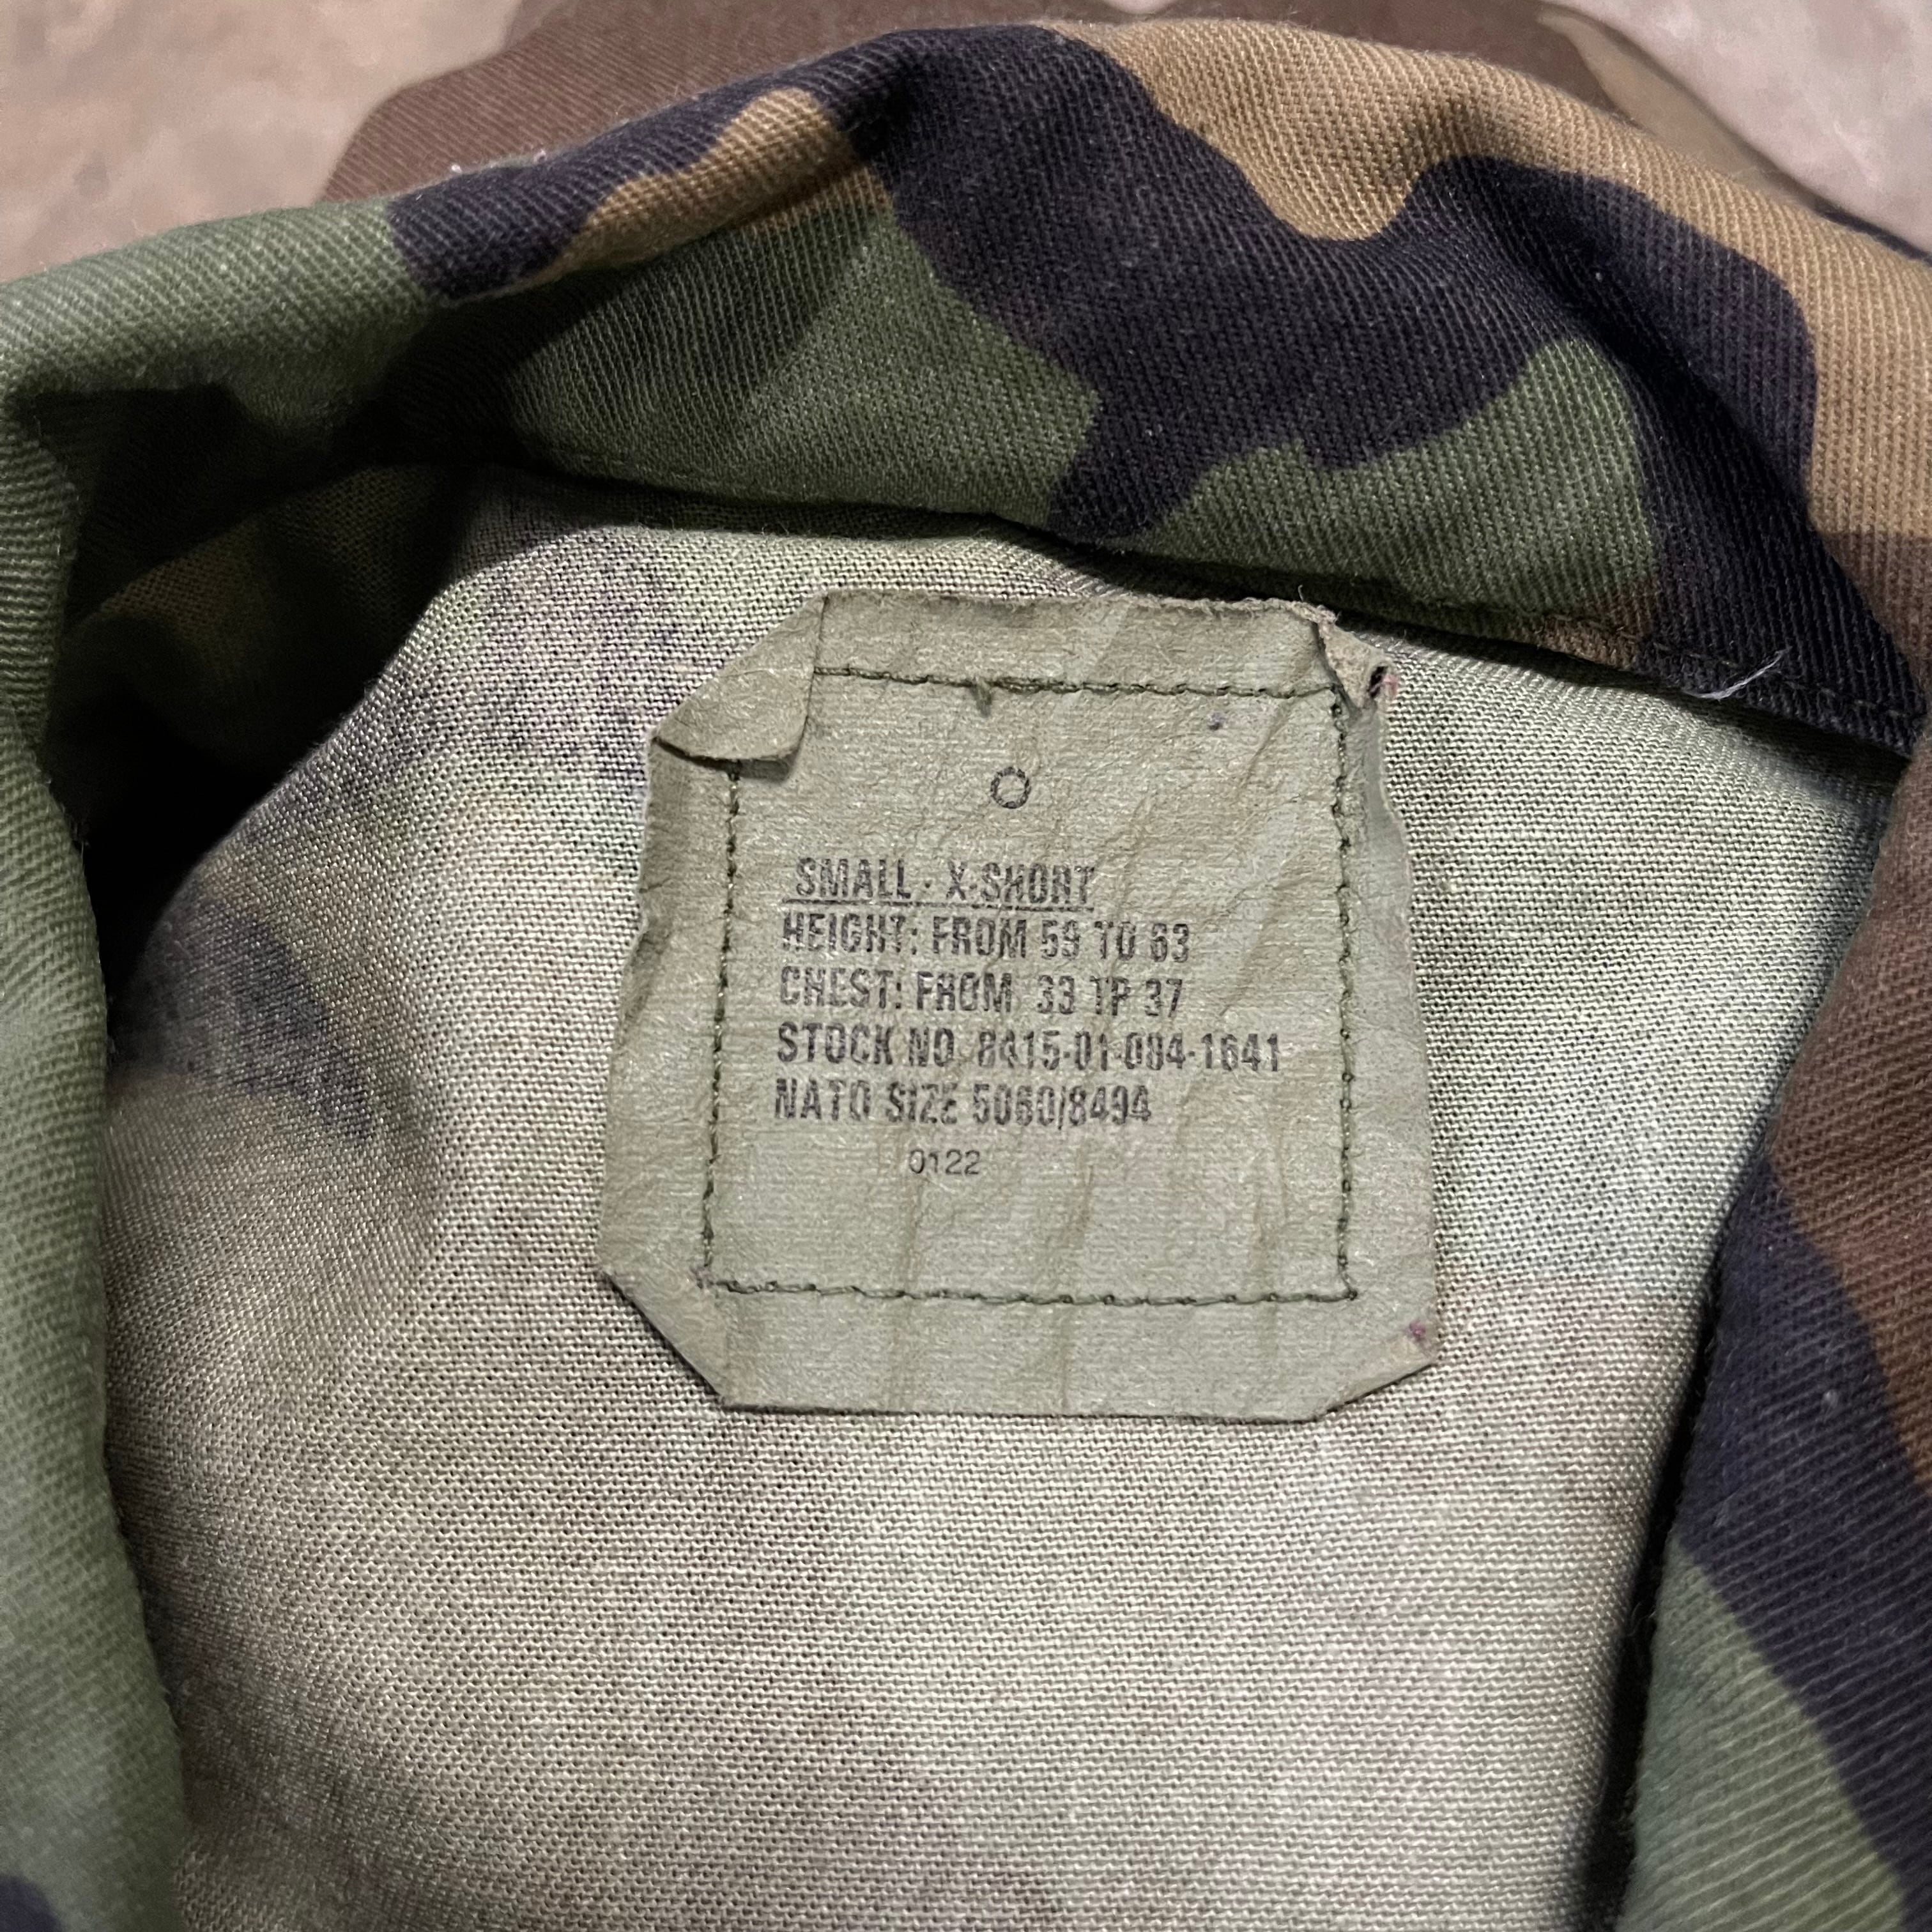 O
SMALL - X-SHORT
HEIGHT: FROM 59 TO 63
CHEST: FROM 33 TP 37
STOCK NO. 8415-01-084-1641
NATO SIZE 5060/8494
0122